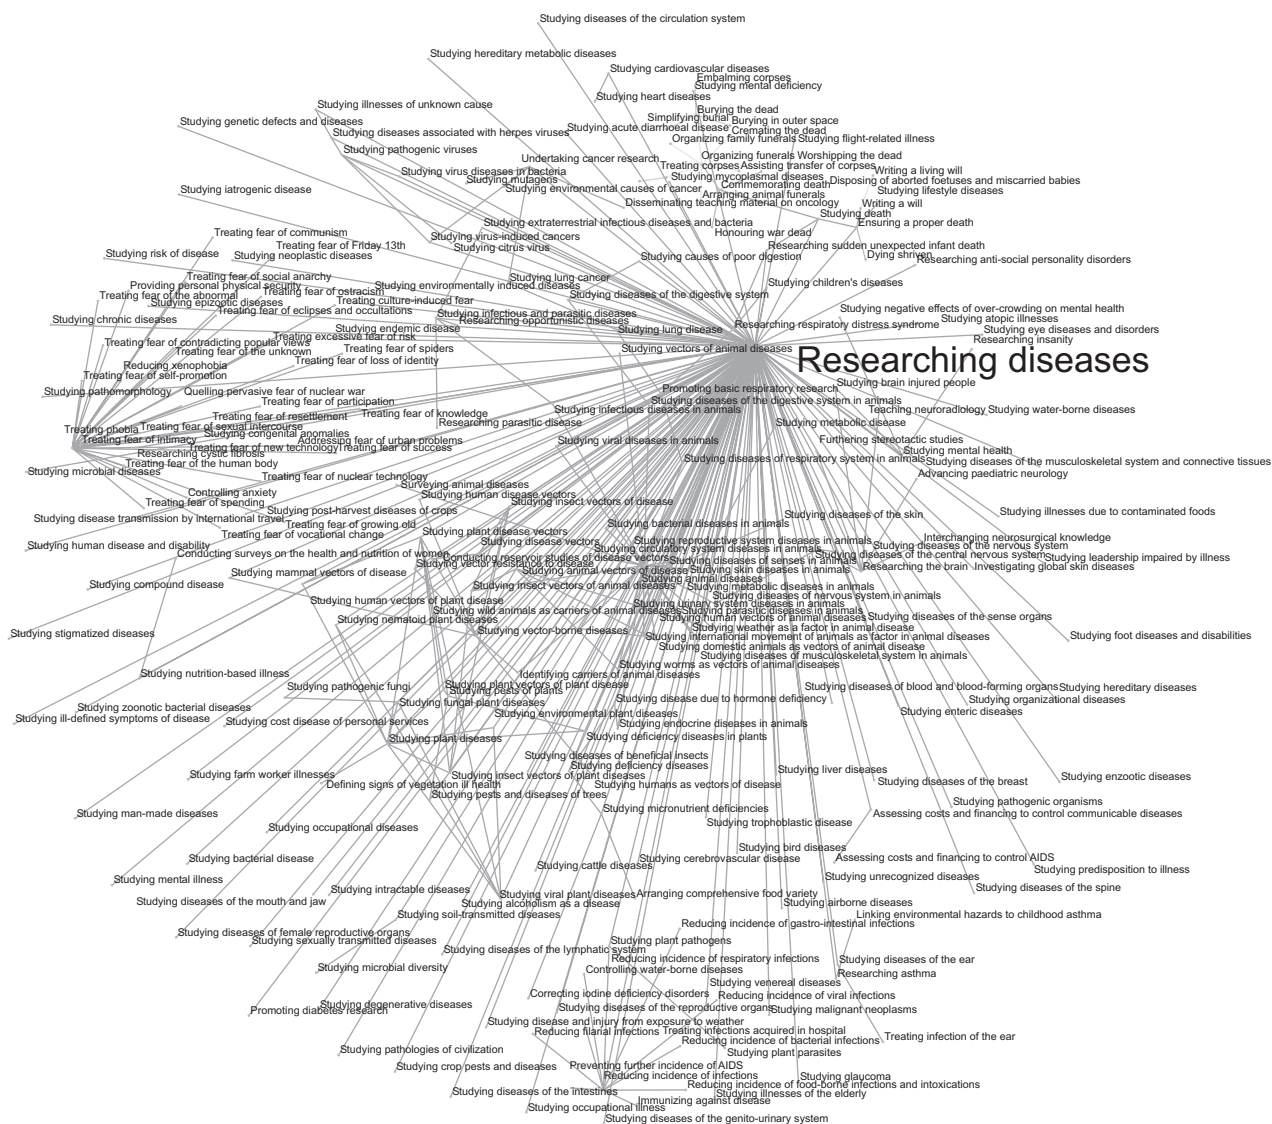 Studying diseases of the circulation system
Studying hereditary metabolic diseases
Studying cardiovascular diseases
Embalming corpses
Studying mental deficiency
Studying heart diseases
Studying illnesses of unknown cause
Burying the dead
Simplifying burial
Burying in outer space
Studying genetic defects and diseases
Studying acute diarrhoeal disease
Cremating the dead
Studying diseases associated with herpes viruses
Organizing family funerals
Studying flight-related illness
Studying pathogenic viruses
Undertaking cancer research
Organizing funerals
Worshipping the dead
Treating corpses
Assisting transfer of corpses
Studying virus diseases in bacteria
Writing a living will
Studying mutagens
Studying mycoplasmal diseases
Disposing of aborted foetuses and miscarried babies
Studying iatrogenic disease
Studying environmental causes of cancer
Commemorating death
Studying lifestyle diseases
Arranging animal funerals
Disseminating teaching material on oncology
Writing a will
Studying death
Studying extraterrestrial infectious diseases and bacteria
Ensuring a proper death
Treating fear of communism
Honouring war dead
Studying virus-induced cancers
Treating fear of Friday 13th
Studying citrus virus
Researching sudden unexpected infant death
Studying risk of disease
Studying neoplastic diseases
Studying causes of poor digestion
Dying shriven
Researching anti-social personality disorders
Treating fear of social anarchy
Studying lung cancer
Providing personal physical security
Studying environmentally induced diseases
Studying children's diseases
Treating fear of the abnormal
Treating fear of ostracism
Studying diseases of the digestive system
Studying epizootic diseases
Treating culture-induced fear
Treating fear of eclipses and occultations
Studying infectious and parasitic diseases
Studying negative effects of over-crowding on mental health
Studying chronic diseases
Researching opportunistic diseases
Studying atopic illnesses
Studying endemic disease
Studying lung disease
Researching respiratory distress syndrome
Studying eye diseases and disorders
Treating excessive fear of risk
Researching insanity
Treating fear of contradicting popular views
Treating fear of the unknown
Treating fear of spiders
Studying vectors of animal diseases
Researching diseases
Treating fear of loss of identity
Reducing xenophobia
Treating fear of self-promotion
Studying brain injured people
Studying pathomorphology
Quelling pervasive fear of nuclear war
Promoting basic respiratory research
Treating fear of participation
Studying diseases of the digestive system in animals
Studying infectious diseases in animals
Teaching neuroradiology
Studying water-borne diseases
Treating fear of resettlement
Treating fear of knowledge
Researching parasitic disease
Studying metabolic disease
Treating phobia
Treating fear of sexual intercourse
Studying congenital anomalies
Treating fear of intimacy
Addressing fear of urban problems
Studying viral diseases in animals
Furthering stereotactic studies
Treating fear of new technology
Treating fear of success
Studying mental health
Researching cystic fibrosis
Studying diseases of respiratory system in animals
Studying diseases of the musculoskeletal system and connective tissues
Treating fear of the human body
Studying microbial diseases
Advancing paediatric neurology
Treating fear of nuclear technology
Surveying animal diseases
Controlling anxiety
Studying human disease vectors
Treating fear of spending
Studying insect vectors of disease
Studying post-harvest diseases of crops
Studying illnesses due to contaminated foods
Studying disease transmission by international travel
Studying diseases of the skin
Treating fear of growing old
Studying bacterial diseases in animals
Treating fear of vocational change
Studying plant disease vectors
Interchanging neurosurgical knowledge
Studying human disease and disability
Studying disease vectors
Studying reproductive system diseases in animals
Studying diseases of the nervous system
Conducting surveys on the health and nutrition of women
Conducting reservoir studies of disease vectors
Studying circulatory system diseases in animals
Studying diseases of the central nervous system
Studying leadership impaired by illness
Studying vector resistance to disease
Studying diseases of senses in animals
Researching the brain
Investigating global skin diseases
Studying mammal vectors of disease
Studying animal vectors of disease
Studying skin diseases in animals
Studying compound disease
Studying animal diseases
Studying insect vectors of animal diseases
Studying metabolic diseases in animals
Studying human vectors of plant disease
Studying diseases of nervous system in animals
Studying urinary system diseases in animals
Studying wild animals as carriers of animal diseases
Studying parasitic diseases in animals
Studying nematoid plant diseases
Studying human vectors of animal diseases
Studying diseases of the sense organs
Studying weather as a factor in animal disease
Studying stigmatized diseases
Studying vector-borne diseases
Studying international movement of animals as factor in animal diseases
Studying foot diseases and disabilities
Studying domestic animals as vectors of animal disease
Studying diseases of musculoskeletal system in animals
Studying worms as vectors of animal diseases
Studying nutrition-based illness
Identifying carriers of animal diseases
Studying pathogenic fungi
Studying plant vectors of plant disease
Studying pests of plants
Studying diseases of blood and blood-forming organs
Studying hereditary diseases
Studying disease due to hormone deficiency
Studying organizational diseases
Studying fungal plant diseases
Studying zoonotic bacterial diseases
Studying environmental plant diseases
Studying enteric diseases
Studying ill-defined symptoms of disease
Studying cost disease of personal services
Studying endocrine diseases in animals
Studying plant diseases
Studying deficiency diseases in plants
Studying diseases of beneficial insects
Studying deficiency diseases
Studying liver diseases
Studying farm worker illnesses
Studying insect vectors of plant diseases
Studying enzootic diseases
Defining signs of vegetation ill health
Studying humans as vectors of disease
Studying diseases of the breast
Studying pests and diseases of trees
Studying pathogenic organisms
Studying micronutrient deficiencies
Studying man-made diseases
Assessing costs and financing to control communicable diseases
Studying trophoblastic disease
Studying occupational diseases
Studying bird diseases
Studying bacterial disease
Studying cerebrovascular disease
Assessing costs and financing to control AIDS
Studying cattle diseases
Studying predisposition to illness
Studying mental illness
Studying unrecognized diseases
Studying intractable diseases
Studying diseases of the spine
Studying viral plant diseases
Arranging comprehensive food variety
Studying diseases of the mouth and jaw
Studying alcoholism as a disease
Studying airborne diseases
Studying soil-transmitted diseases
Linking environmental hazards to childhood asthma
Reducing incidence of gastro-intestinal infections
Studying diseases of female reproductive organs
Studying sexually transmitted diseases
Studying plant pathogens
Studying diseases of the lymphatic system
Reducing incidence of respiratory infections
Studying diseases of the ear
Studying microbial diversity
Controlling water-borne diseases
Researching asthma
Studying venereal diseases
Correcting iodine deficiency disorders
Reducing incidence of viral infections
Studying degenerative diseases
Promoting diabetes research
Studying diseases of the reproductive organs
Studying malignant neoplasms
Studying disease and injury from exposure to weather
Reducing filarial infections
Treating infections acquired in hospital
Treating infection of the ear
Reducing incidence of bacterial infections
Studying pathologies of civilization
Studying plant parasites
Studying crop pests and diseases
Preventing further incidence of AIDS
Reducing incidence of infections
Studying glaucoma
Reducing incidence of food-borne infections and intoxications
Studying diseases of the intestines
Studying illnesses of the elderly
Immunizing against disease
Studying occupational illness
Studying diseases of the genito-urinary system